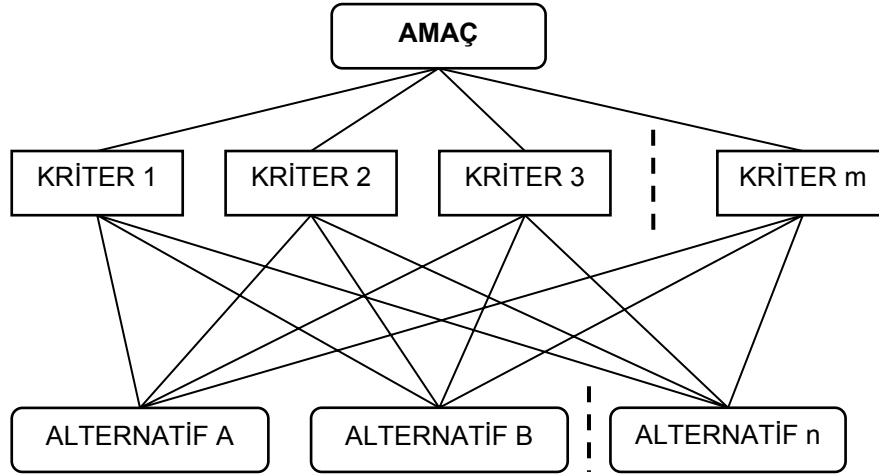 AMAÇ
KRİTER 1
KRİTER 2
KRİTER 3
KRİTER m
ALTERNATİF A
ALTERNATİF B
ALTERNATİF n